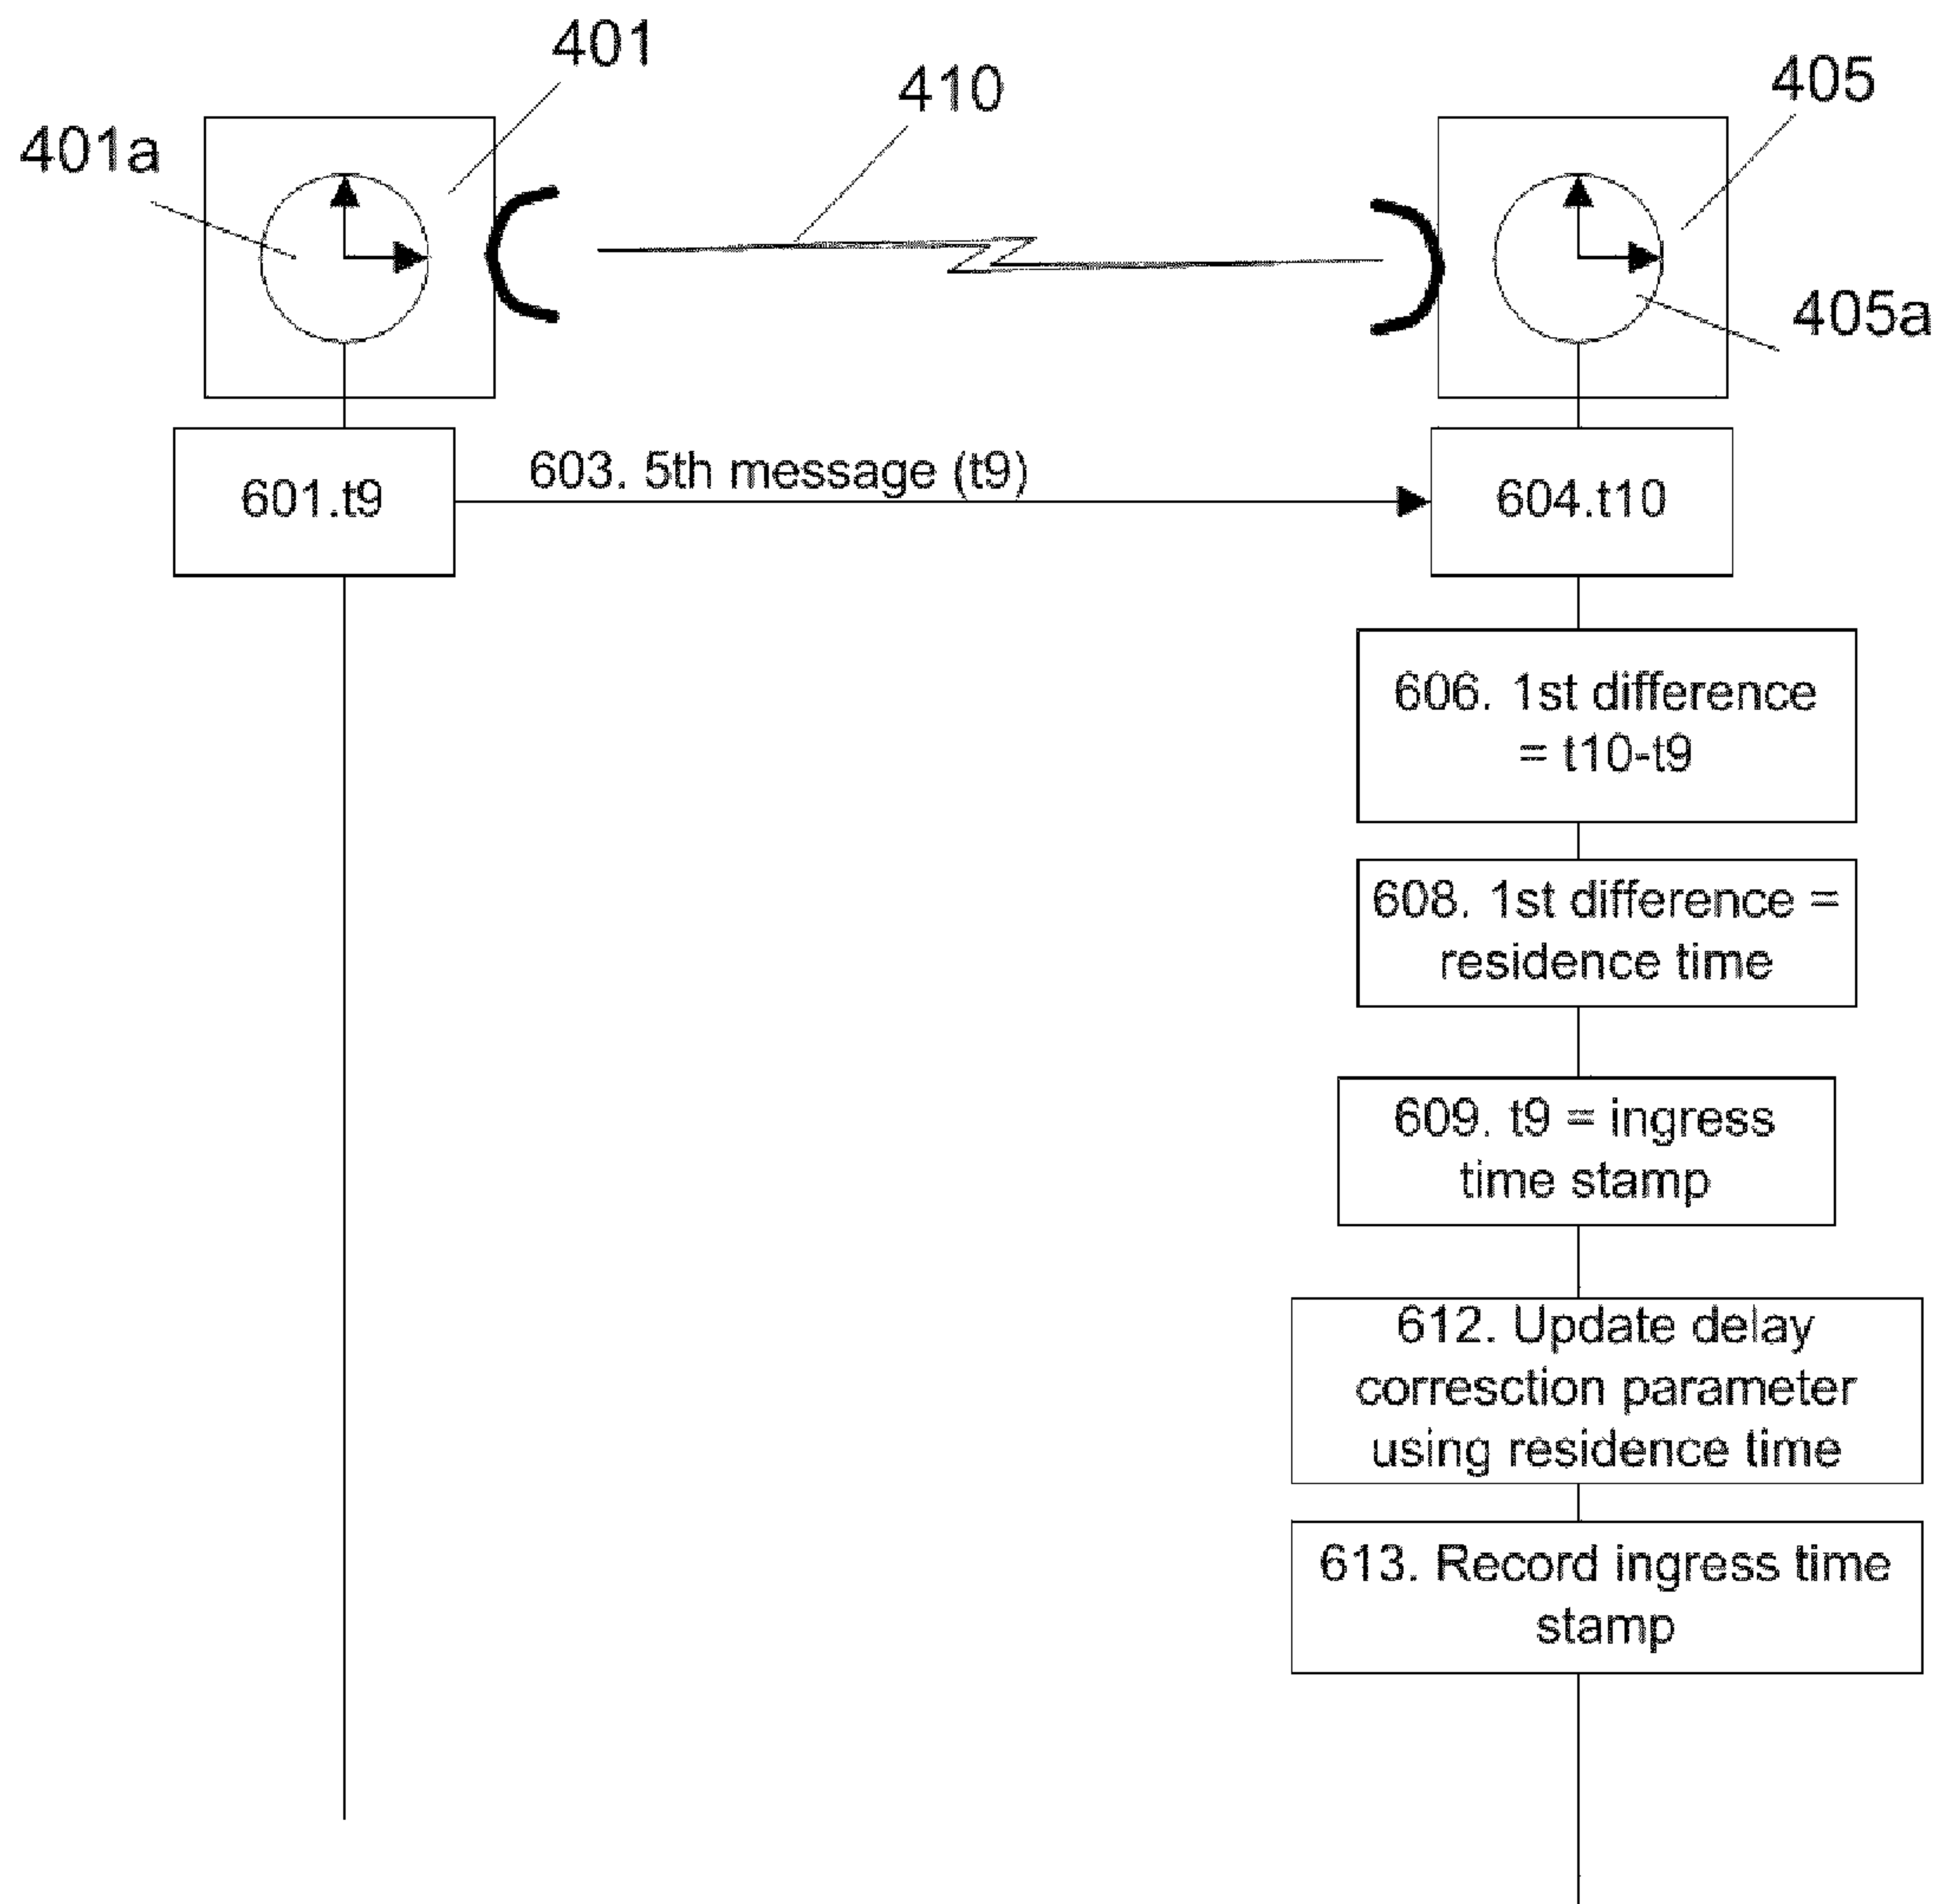 401
410
405
401a
405a
603. 5th message (t9)
601.t9
604.t10
606. 1st difference
= t10-t9
608. 1st difference =
residence time
609. t9 = ingress
time stamp
612. Update delay
corresction parameter
using residence time
613. Record ingress time
stamp